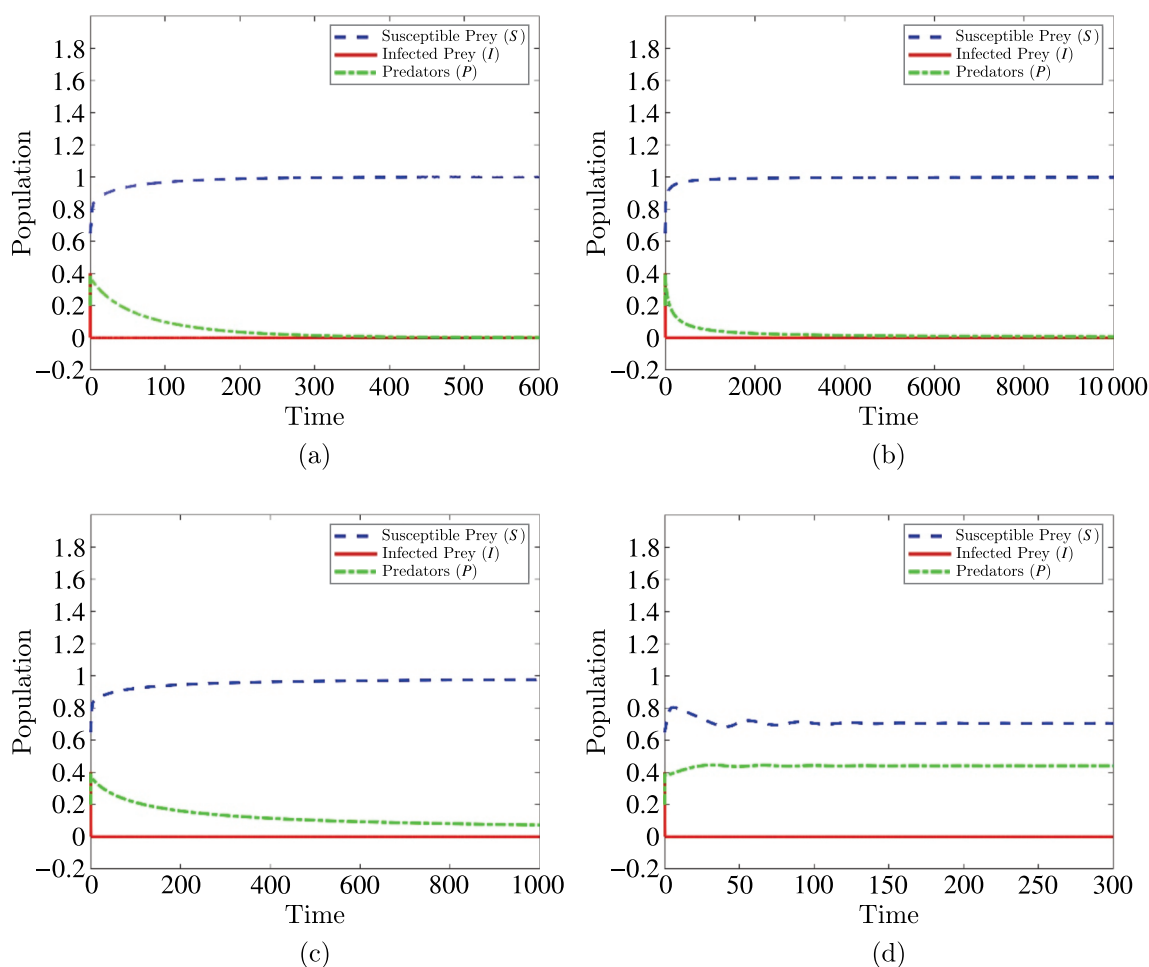 Susceptible Prey (S)
Infected Prey (I)
Predators (P)
1.8
1.6
1.4
1.2
1
0.8
0.6
0.4
0.2
0
−0.2
Population
0 100 200 300 400 500 600
Time
(a)
Susceptible Prey (S)
Infected Prey (I)
Predators (P)
1.8
1.6
1.4
1.2
1
0.8
0.6
0.4
0.2
0
−0.2
Population
0 2000 4000 6000 8000 10 000
Time
(b)
Susceptible Prey (S)
Infected Prey (I)
Predators (P)
1.8
1.6
1.4
1.2
1
0.8
0.6
0.4
0.2
0
−0.2
Population
0 200 400 600 800 1000
Time
(c)
Susceptible Prey (S)
Infected Prey (I)
Predators (P)
1.8
1.6
1.4
1.2
1
0.8
0.6
0.4
0.2
0
−0.2
Population
0 50 100 150 200 250 300
Time
(d)